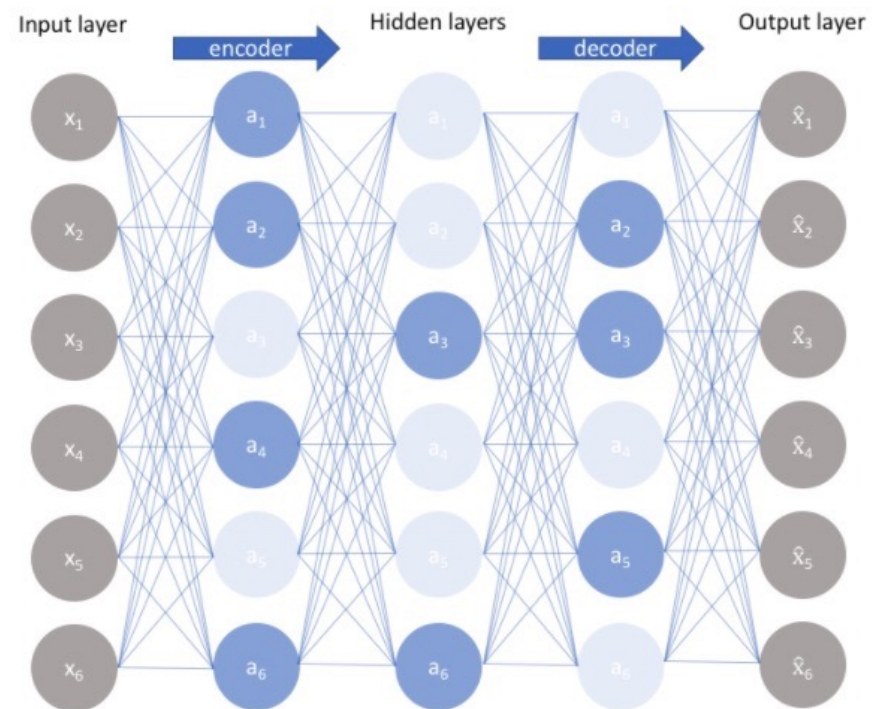 Input layer Hidden layers Output layer
encoder decoder
x₁ a₁ a₁ a₁ x̂₁
x₂ a₂ a₂ a₂ x̂₂
x₃ a₃ a₃ a₃ x̂₃
x₄ a₄ a₄ a₄ x̂₄
x₅ a₅ a₅ a₅ x̂₅
x₆ a₆ a₆ a₆ x̂₆